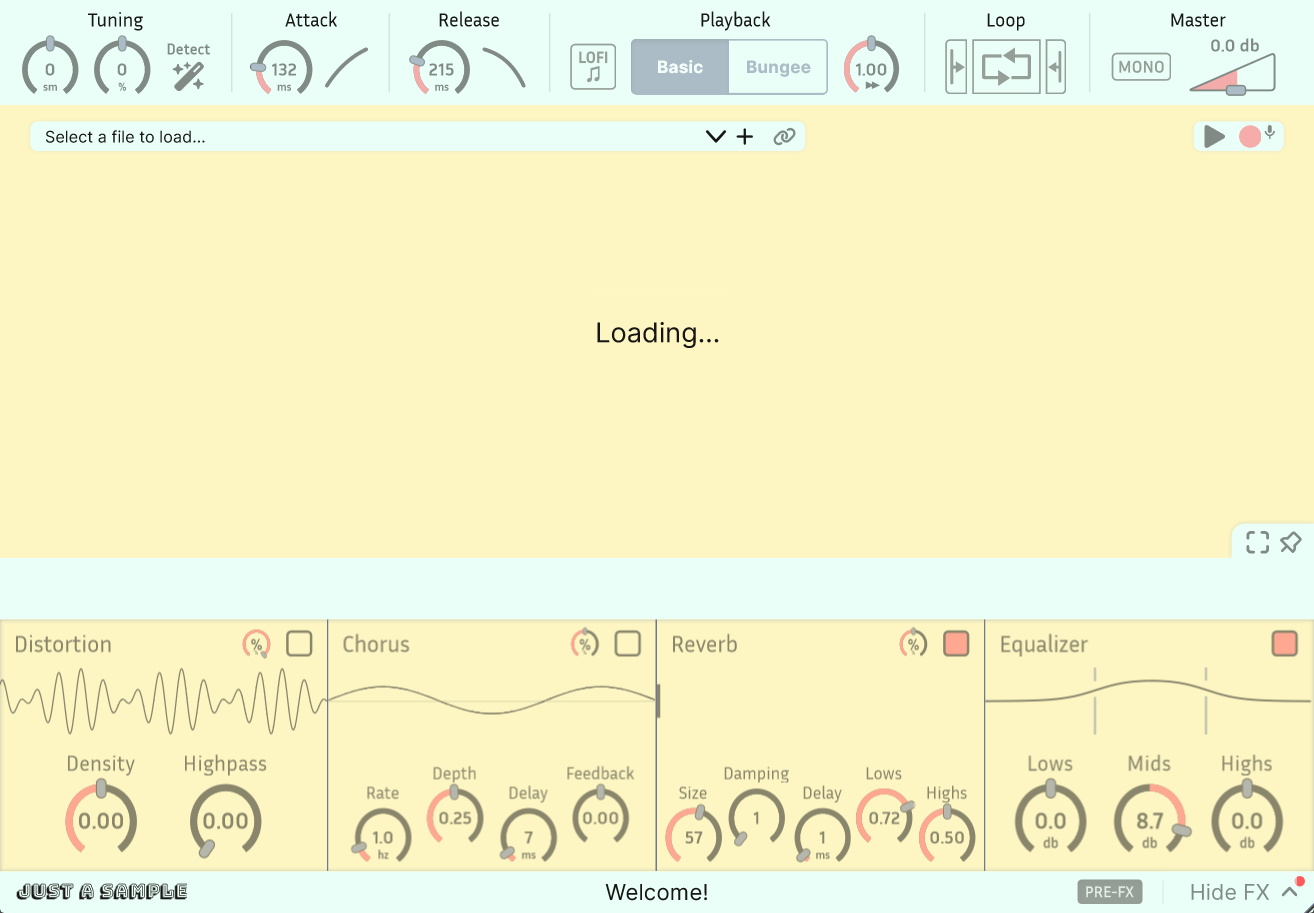 Tuning
Attack
Release
Playback
Loop
Master
0
sm
0
%
Detect
132
ms
215
ms
LOFI
Basic
Bungee
1.00
MONO
0.0 db
Select a file to load...
Loading...
Distortion
%
Chorus
%
Reverb
%
Equalizer
Density
0.00
Highpass
0.00
Rate
1.0
hz
Depth
0.25
Delay
7
ms
Feedback
0.00
Size
57
Damping
1
Delay
1
ms
Lows
0.72
Highs
0.50
Lows
0.0
db
Mids
8.7
db
Highs
0.0
db
JUST A SAMPLE
Welcome!
PRE-FX
Hide FX